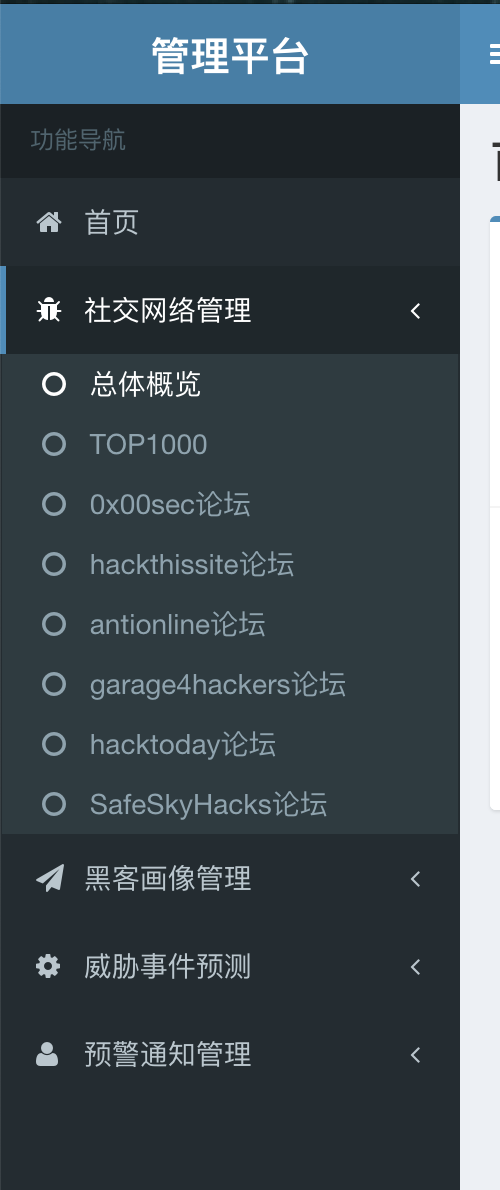 管理平台
功能导航
首页
社交网络管理
总体概览
TOP1000
0x00sec论坛
hackthissite论坛
antionline论坛
garage4hackers论坛
hacktoday论坛
SafeSkyHacks论坛
黑客画像管理
威胁事件预测
预警通知管理